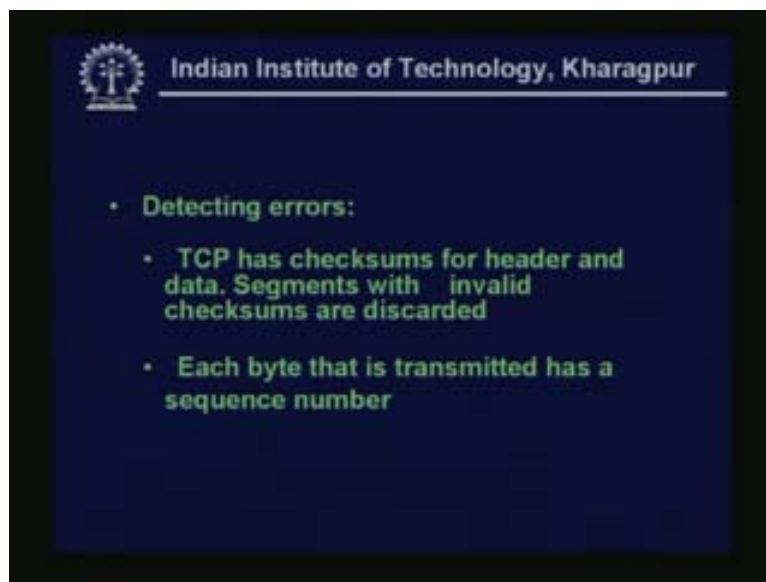 Indian Institute of Technology, Kharagpur
• Detecting errors:
• TCP has checksums for header and
data. Segments with invalid
checksums are discarded
• Each byte that is transmitted has a
sequence number